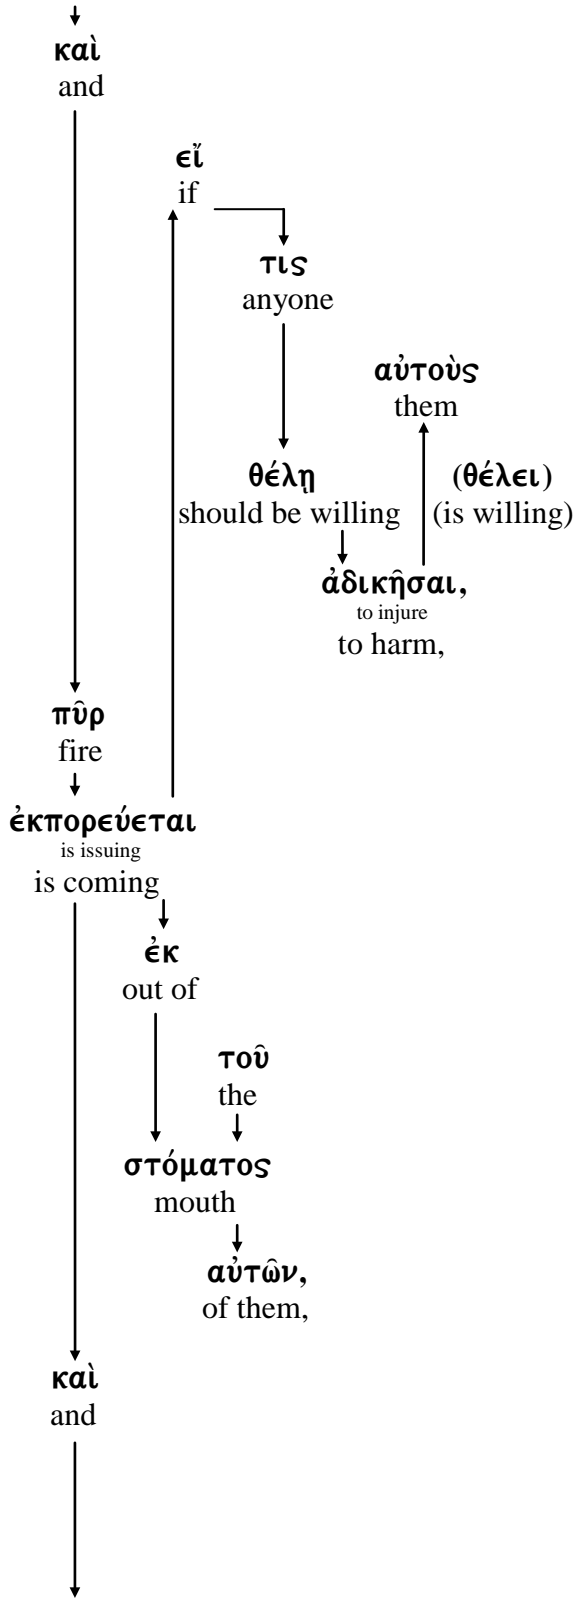 καὶ
and
εἴ
if
τις
anyone
αὐτοὺς
them
θέλῃ (θέλει)
should be willing (is willing)
ἀδικῆσαι,
to injure
to harm,
πῦρ
fire
ἐκπορεύεται
is issuing
is coming
ἐκ
out of
τοῦ
the
στόματος
mouth
αὐτῶν,
of them,
καὶ
and